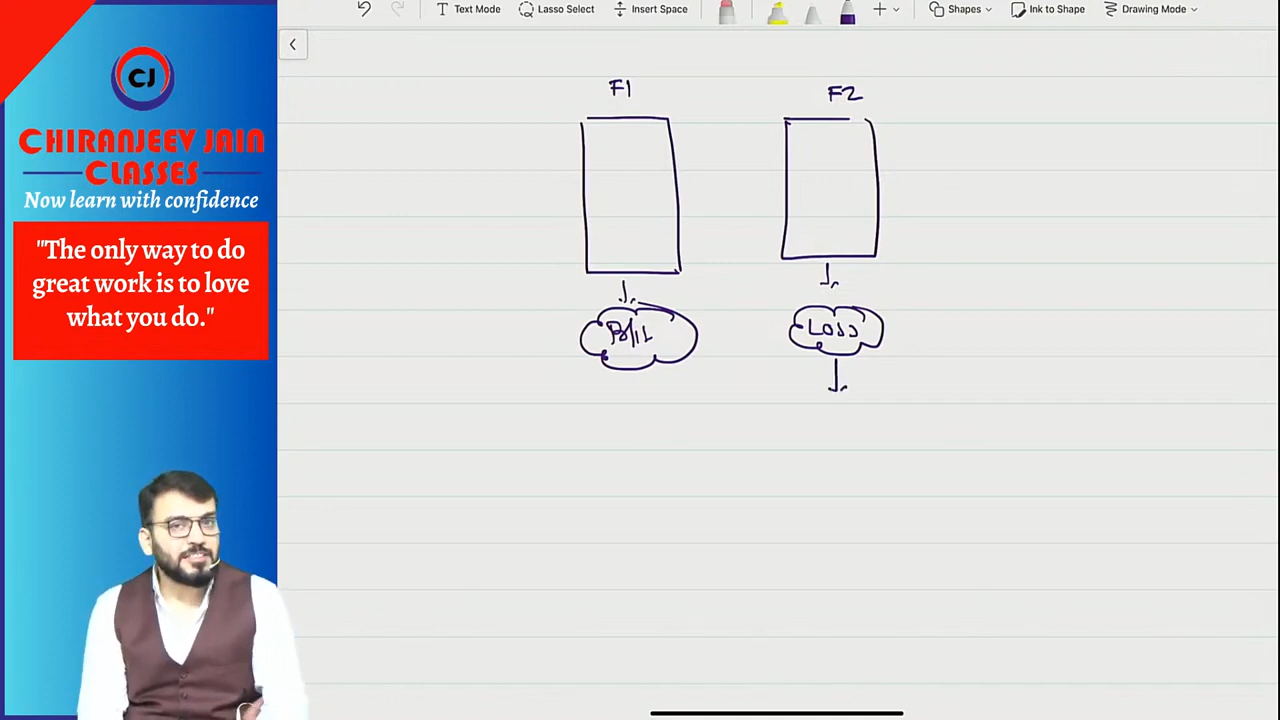 Text Mode
Lasso Select
Insert Space
Shapes
Ink to Shape
Drawing Mode
CJ
CHIRANJEEV JAIN
CLASSES
Now learn with confidence
"The only way to do
great work is to love
what you do."
F1
F2
Loss